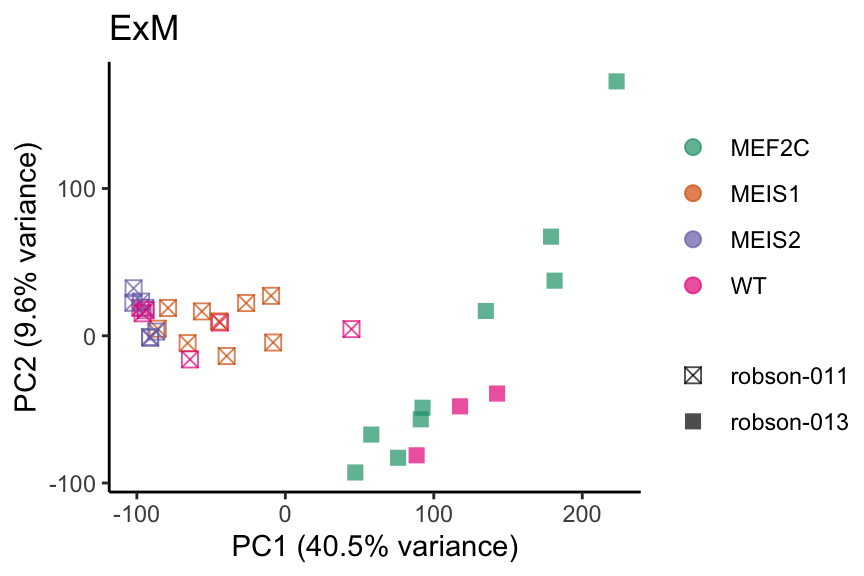 ExM
PC2 (9.6% variance)
100
0
-100
-100
0
100
200
PC1 (40.5% variance)
MEF2C
MEIS1
MEIS2
WT
robson-011
robson-013